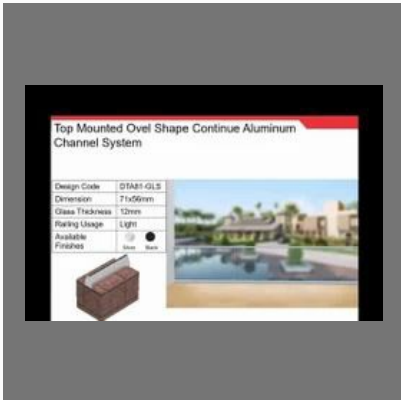 Top Mounted Ovel Shape Continue Aluminum
Channel System
Design Code DTA81-GLS
Dimension 71x56mm
Glass Thickness 12mm
Railing Usage Light
Available
Finishes
Silver Black